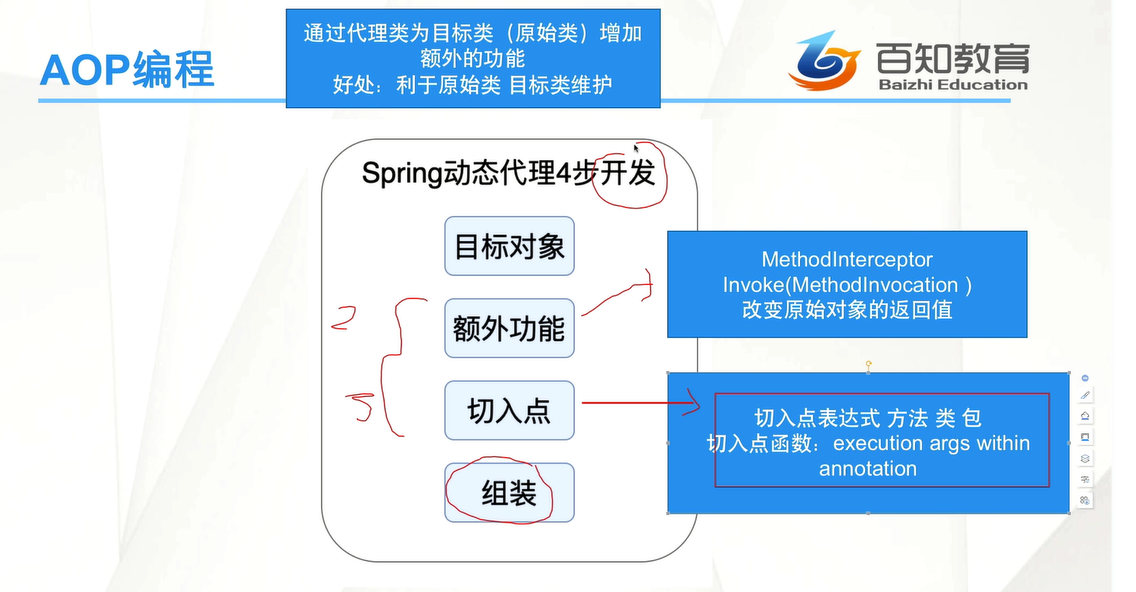 通过代理类为目标类（原始类）增加
额外的功能
好处：利于原始类 目标类维护
AOP编程
百知教育
Baizhi Education
Spring动态代理4步开发
目标对象
MethodInterceptor
Invoke(MethodInvocation )
改变原始对象的返回值
2
额外功能
3
切入点
切入点表达式 方法 类 包
切入点函数：execution args within
annotation
组装